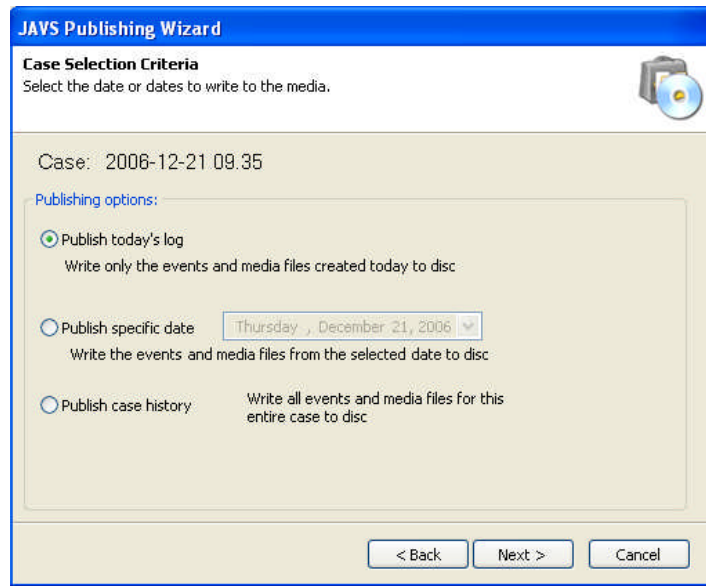 JAVS Publishing Wizard
Case Selection Criteria
Select the date or dates to write to the media.
Case: 2006-12-21 09.35
Publishing options:
Publish today's log
Write only the events and media files created today to disc
Publish specific date
Thursday , December 21, 2006
Write the events and media files from the selected date to disc
Publish case history
Write all events and media files for this
entire case to disc
< Back
Next >
Cancel